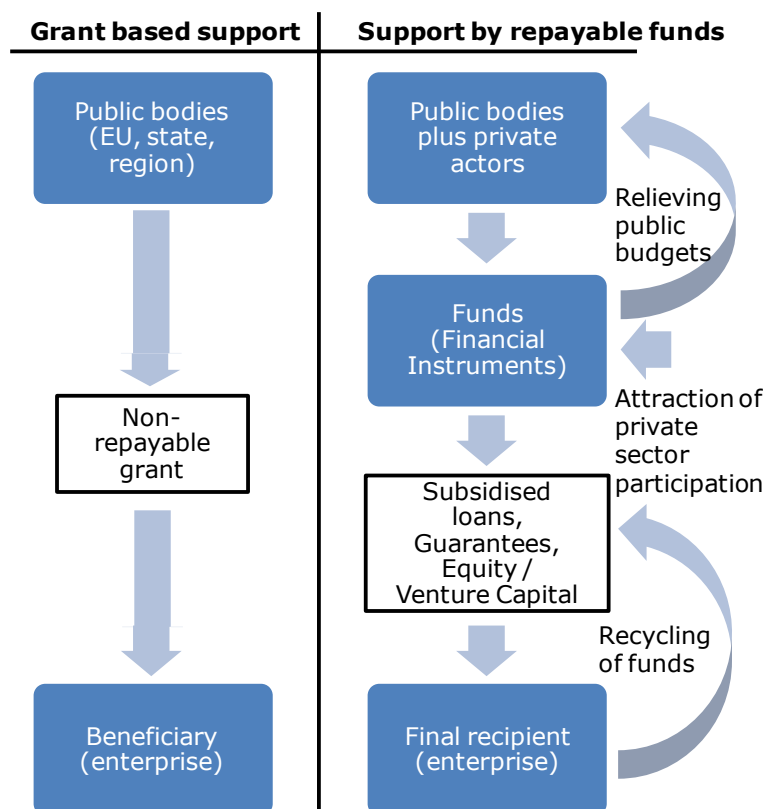 Grant based support
Public bodies
(EU, state,
region)
Non-
repayable
grant
Beneficiary
(enterprise)
Support by repayable funds
Public bodies
plus private
actors
Relieving
public
budgets
Funds
(Financial
Instruments)
Attraction of
private
sector
participation
Subsidised
loans,
Guarantees,
Equity /
Venture Capital
Recycling
of funds
Final recipient
(enterprise)